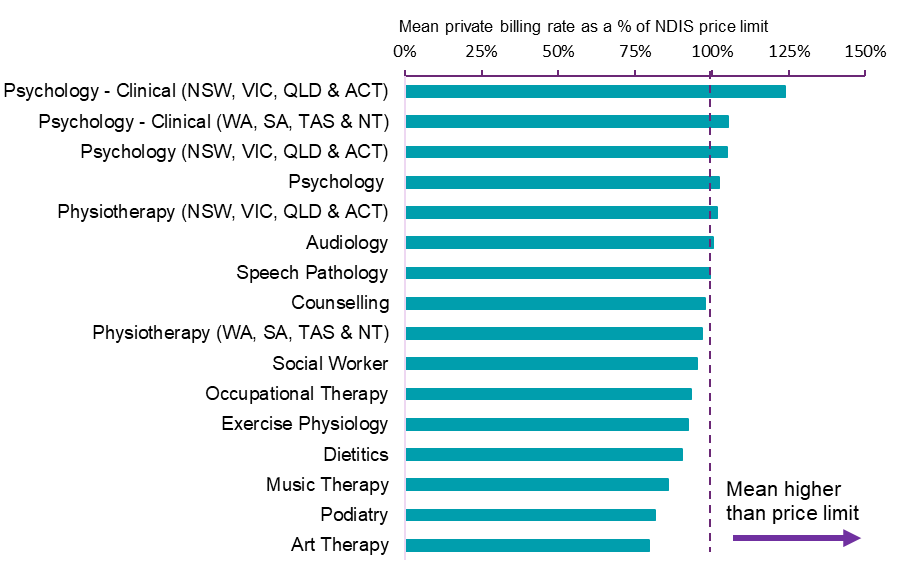 Mean private billing rate as a % of NDIS price limit
0% 25% 50% 75% 100% 125% 150%
Psychology - Clinical (NSW, VIC, QLD & ACT)
Psychology - Clinical (WA, SA, TAS & NT)
Psychology (NSW, VIC, QLD & ACT)
Psychology
Physiotherapy (NSW, VIC, QLD & ACT)
Audiology
Speech Pathology
Counselling
Physiotherapy (WA, SA, TAS & NT)
Social Worker
Occupational Therapy
Exercise Physiology
Dietitics
Music Therapy
Podiatry
Art Therapy
Mean higher
than price limit